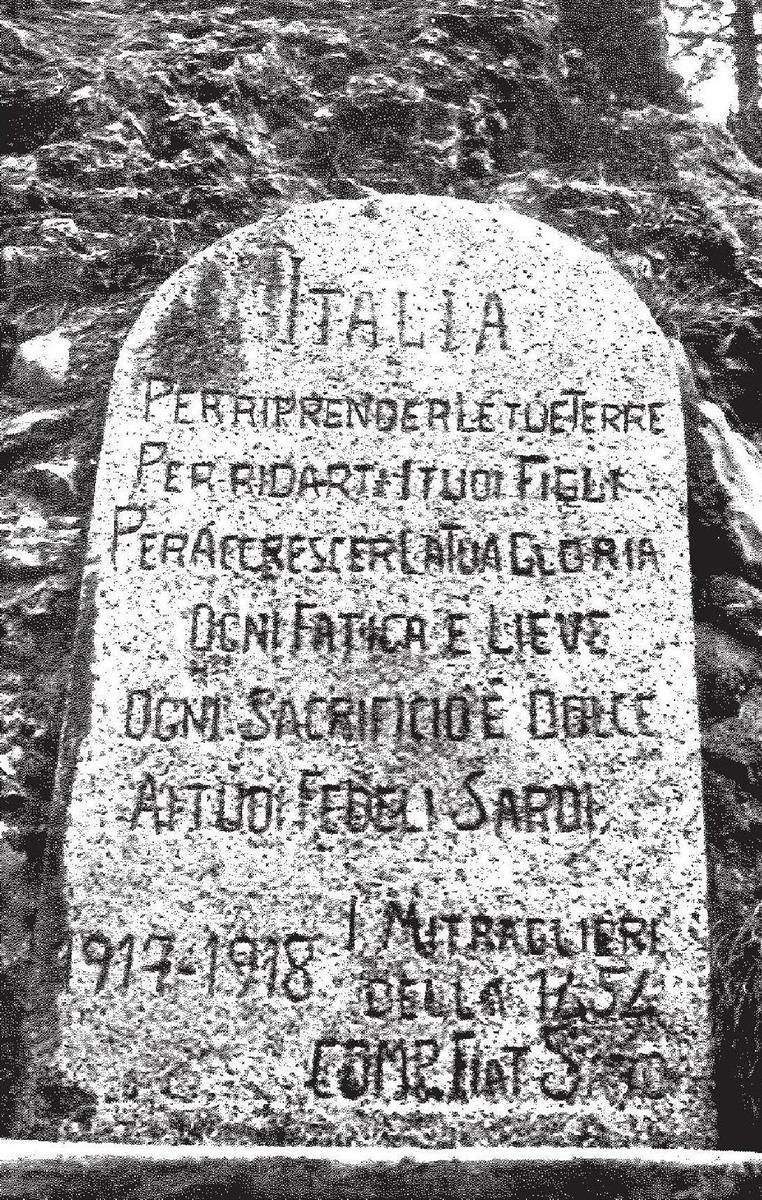 ITALIA
PER RIPRENDER LE TUE TERRE
PER RIDARTI I TUOI FIGLI
PER ACCRESCER LA TUA GLORIA
OGNI FATICA E LIEVE
OGNI SACRIFICIO È DOLCE
AI TUOI FEDELI SARDI
1917-1918 I MITRAGLIERI
DELLA 1454
COMP. FIAT